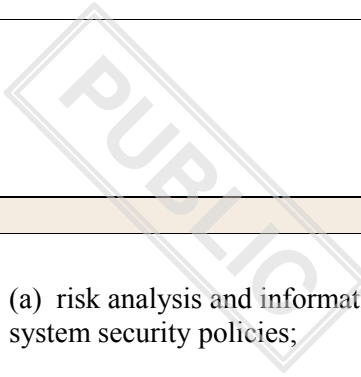 PUBLIC
(a) risk analysis and informat
system security policies;